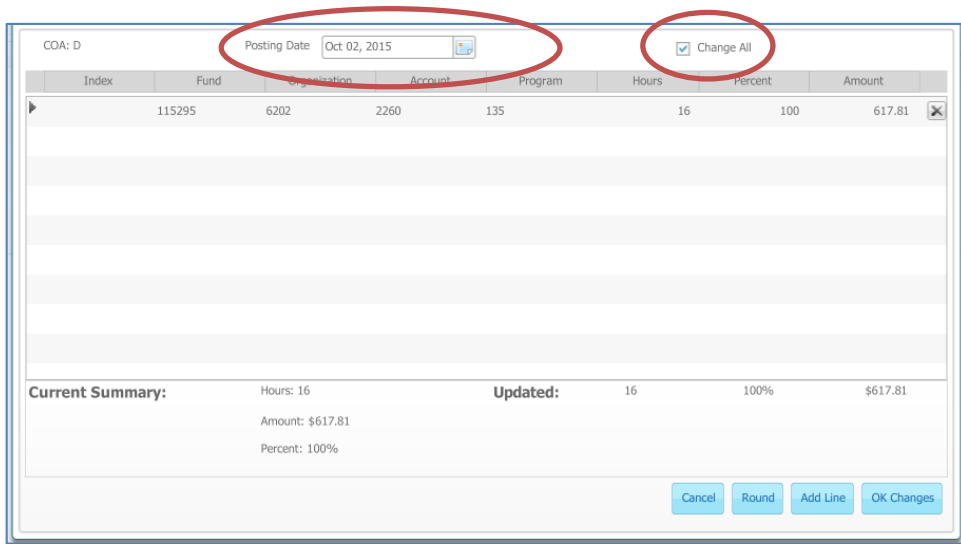 COA: D Posting Date Oct 02, 2015 Change All
Index Fund Organization Account Program Hours Percent Amount
115295 6202 2260 135 16 100 617.81
Current Summary: Hours: 16 Updated: 16 100% $617.81
Amount: $617.81
Percent: 100%
Cancel Round Add Line OK Changes